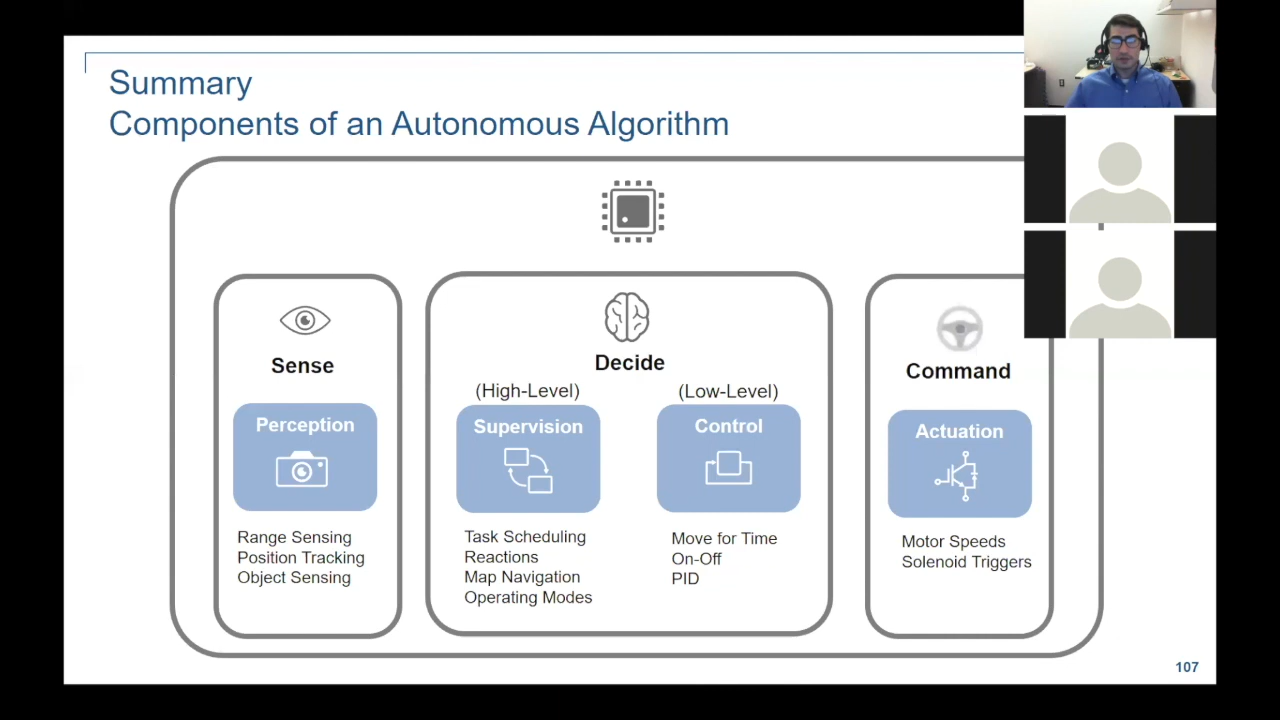 Summary
Components of an Autonomous Algorithm
Sense
Perception
Range Sensing
Position Tracking
Object Sensing
Decide
(High-Level)
Supervision
Task Scheduling
Reactions
Map Navigation
Operating Modes
(Low-Level)
Control
Move for Time
On-Off
PID
Command
Actuation
Motor Speeds
Solenoid Triggers
107